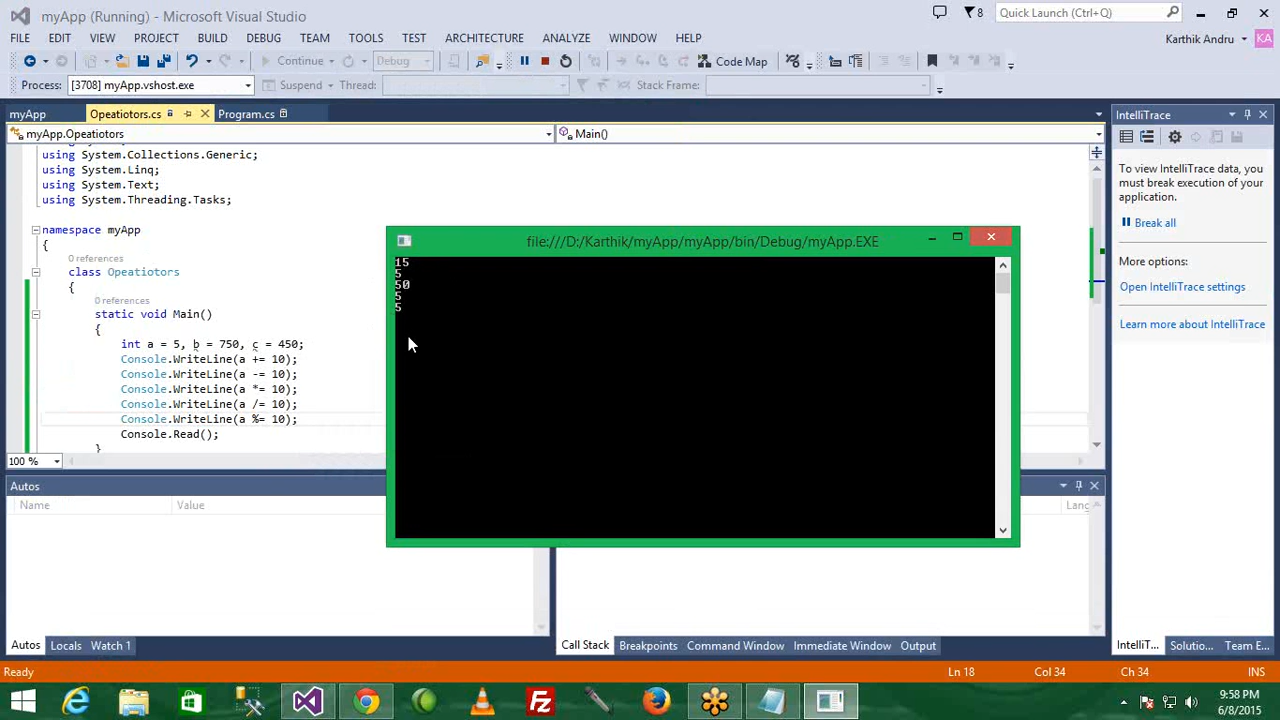 myApp (Running) - Microsoft Visual Studio
8
Quick Launch (Ctrl+Q)
FILE EDIT VIEW PROJECT BUILD DEBUG TEAM TOOLS TEST ARCHITECTURE ANALYZE WINDOW HELP
Karthik Andru
KA
Continue
Debug
Code Map
Process: [3708] myApp.vshost.exe
Suspend
Thread:
Stack Frame:
myApp
Opeatiotors.cs
Program.cs
myApp.Opeatiotors
Main()
using System.Collections.Generic;
using System.Linq;
using System.Text;
using System.Threading.Tasks;
namespace myApp
{
0 references
class Opeatiotors
{
0 references
static void Main()
{
int a = 5, b = 750, c = 450;
Console.WriteLine(a += 10);
Console.WriteLine(a -= 10);
Console.WriteLine(a *= 10);
Console.WriteLine(a /= 10);
Console.WriteLine(a %= 10);
Console.Read();
}
100 %
file:///D:/Karthik/myApp/myApp/bin/Debug/myApp.EXE
15
5
50
5
5
IntelliTrace
To view IntelliTrace data, you
must break execution of your
application.
Break all
More options:
Open IntelliTrace settings
Learn more about IntelliTrace
Autos
Name
Value
Lang
Autos Locals Watch 1
Call Stack Breakpoints Command Window Immediate Window Output
IntelliT... Solutio... Team E...
Ready
Ln 18
Col 34
Ch 34
INS
9:58 PM
6/8/2015